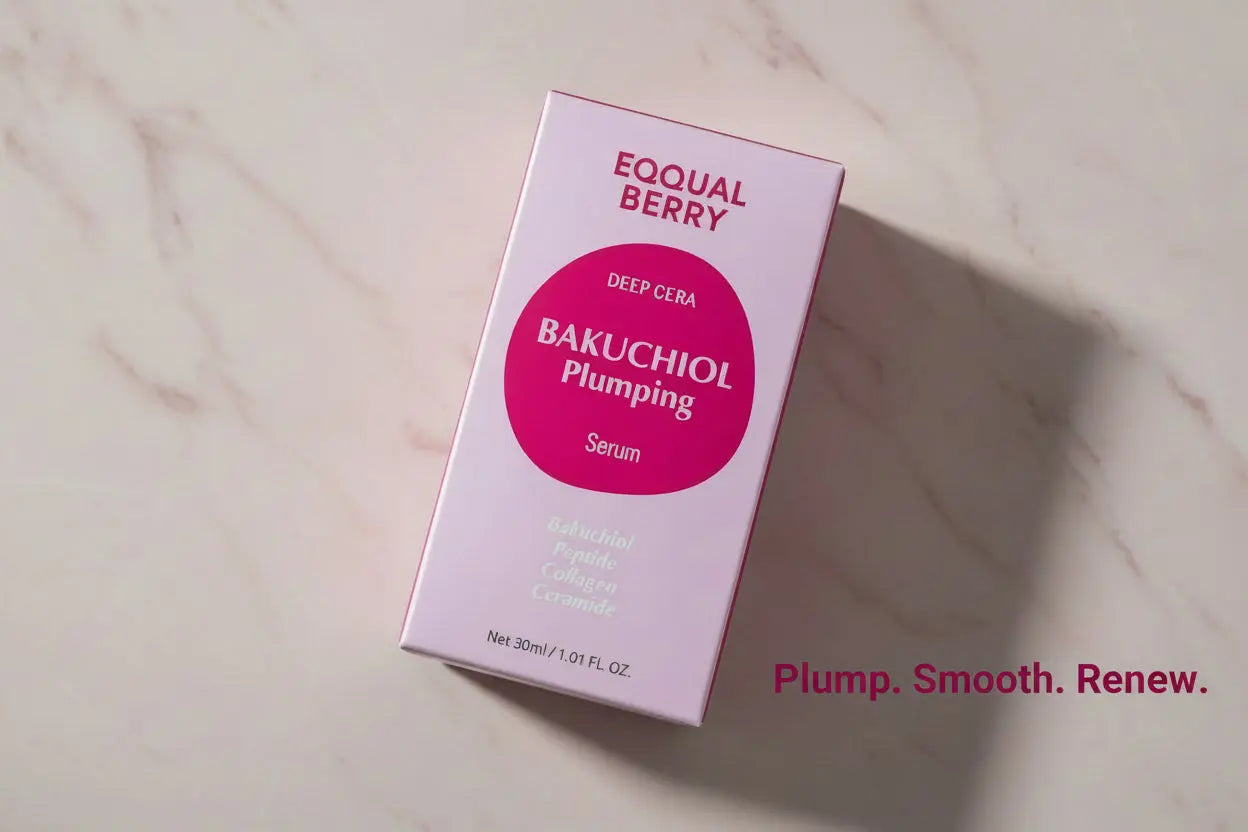 EQQUAL
BERRY
DEEP CERA
BAKUCHIOL
Plumping
Serum
Bakuchiol
Peptide
Collagen
Ceramide
Net 30ml / 1.01 FL. OZ.
Plump. Smooth. Renew.